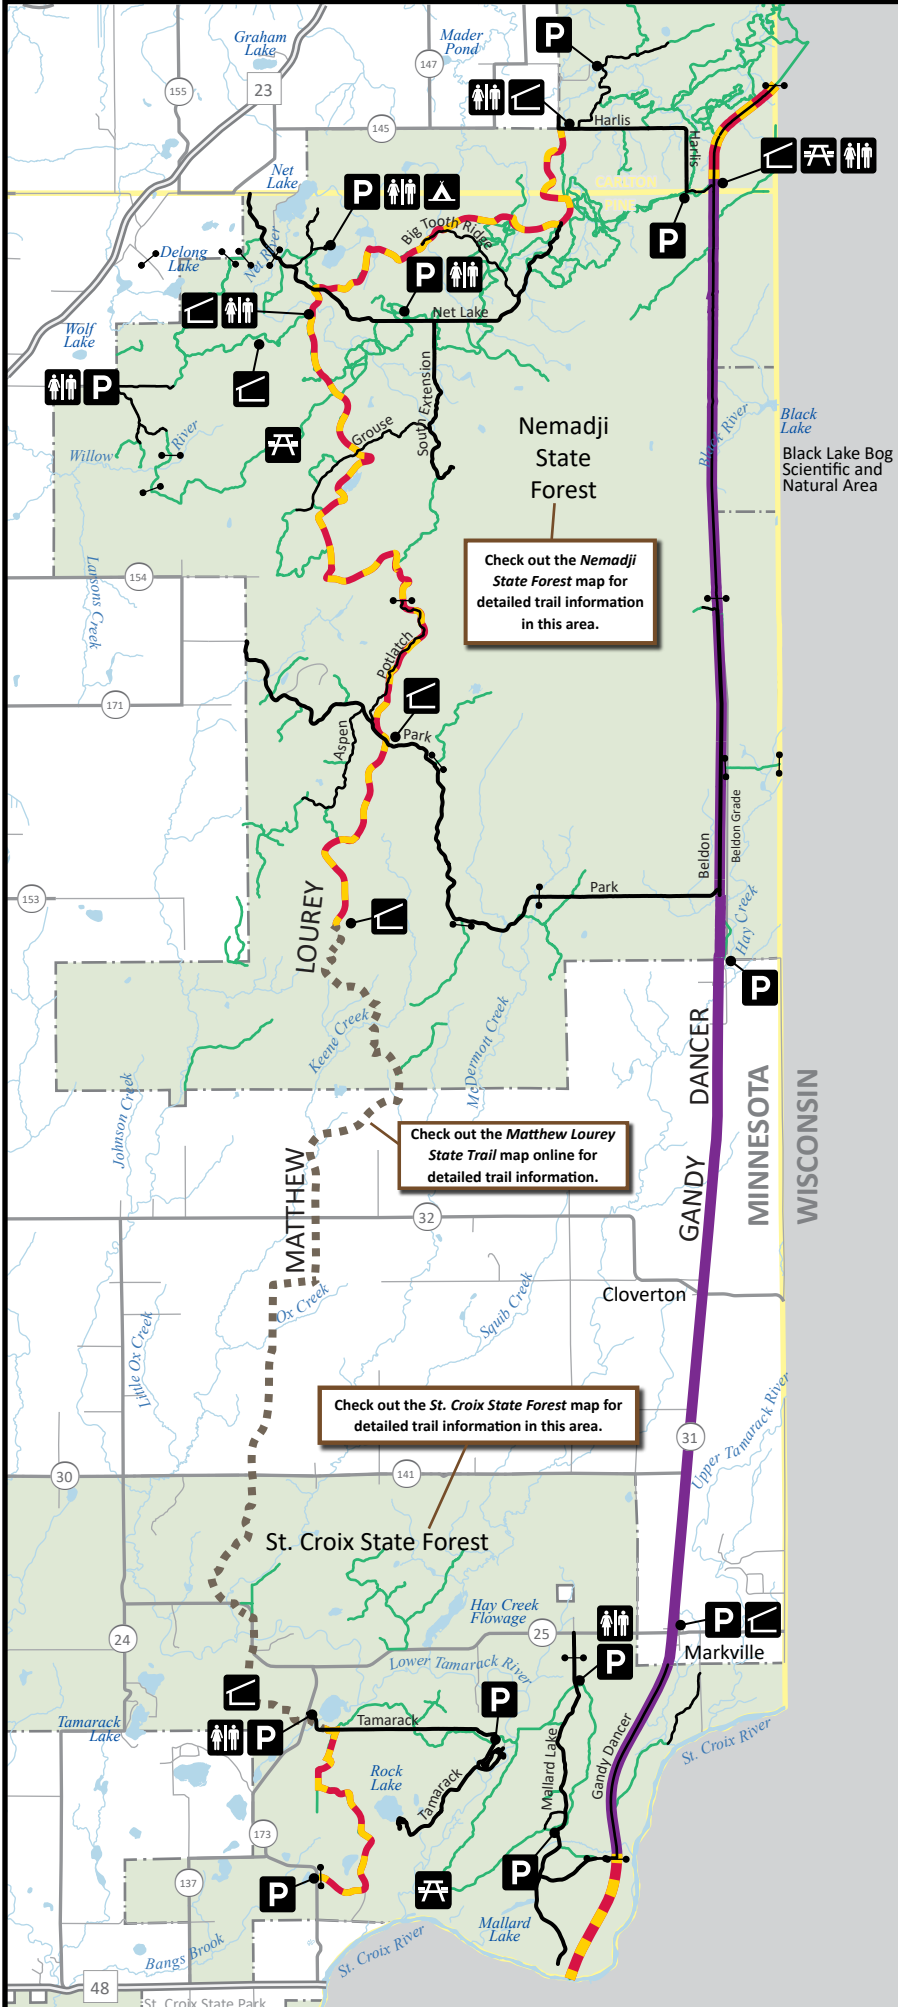 Graham
Lake
Mader
Pond
P
147
155
23
Harlis
145
Harlis
Net
Lake
CARLTON
PINE
P
P
Big Tooth Ridge
Delong
Lake
Net River
P
Net Lake
Wolf
Lake
P
South Extension
Black River
Black
Lake
Grouse
Nemadji
State
Forest
Willow
River
Black Lake Bog
Scientific and
Natural Area
Check out the Nemadji
State Forest map for
detailed trail information
in this area.
154
Larsons Creek
Potlatch
171
Aspen
Park
Beldon
Beldon Grade
153
Park
LOUREY
Hay Creek
P
Keene Creek
McDermott Creek
DANCER
MINNESOTA
WISCONSIN
Johnson Creek
Check out the Matthew Lourey
State Trail map online for
detailed trail information.
MATTHEW
GANDY
32
Ox Creek
Squib Creek
Cloverton
Little Ox Creek
Check out the St. Croix State Forest map for
detailed trail information in this area.
31
Upper Tamarack River
30
141
St. Croix State Forest
Hay Creek
Flowage
24
25
P
Markville
P
Lower Tamarack River
Tamarack
Lake
P
Tamarack
P
St. Croix River
Rock
Lake
Tamarack
Mallard Lake
Gandy Dancer
173
137
P
P
Mallard
Lake
Bangs Brook
St. Croix River
48
St. Croix State Park